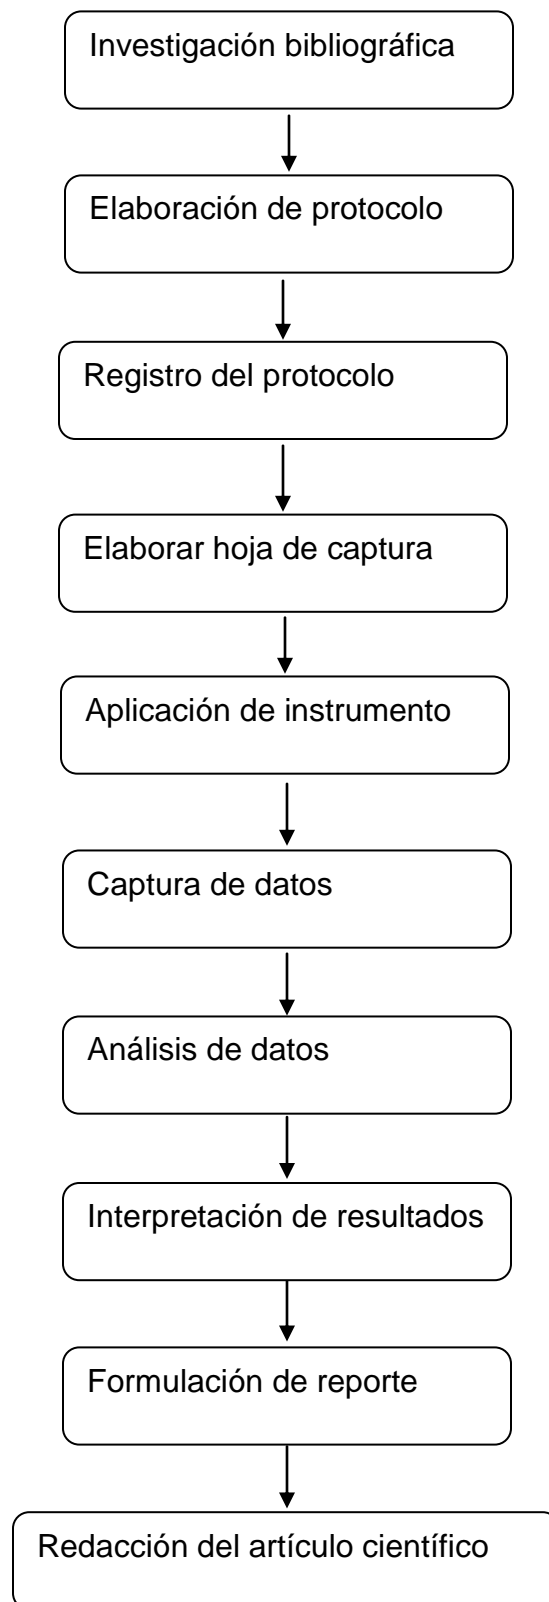 Investigación bibliográfica
Elaboración de protocolo
Registro del protocolo
Elaborar hoja de captura
Aplicación de instrumento
Captura de datos
Análisis de datos
Interpretación de resultados
Formulación de reporte
Redacción del artículo científico